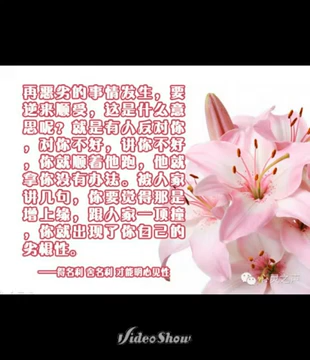 再恶劣的事情发生，要
逆来顺受，这是什么意
思呢？就是有人反对你
，对你不好，讲你不好
，你就顺着他跑，他就
拿你没有办法。被人家
讲几句，你要觉得那是
增上缘，跟人家一顶撞
，你就出现了你自己的
劣根性。
——得名利 舍名利 才能明心见性
VideoShow